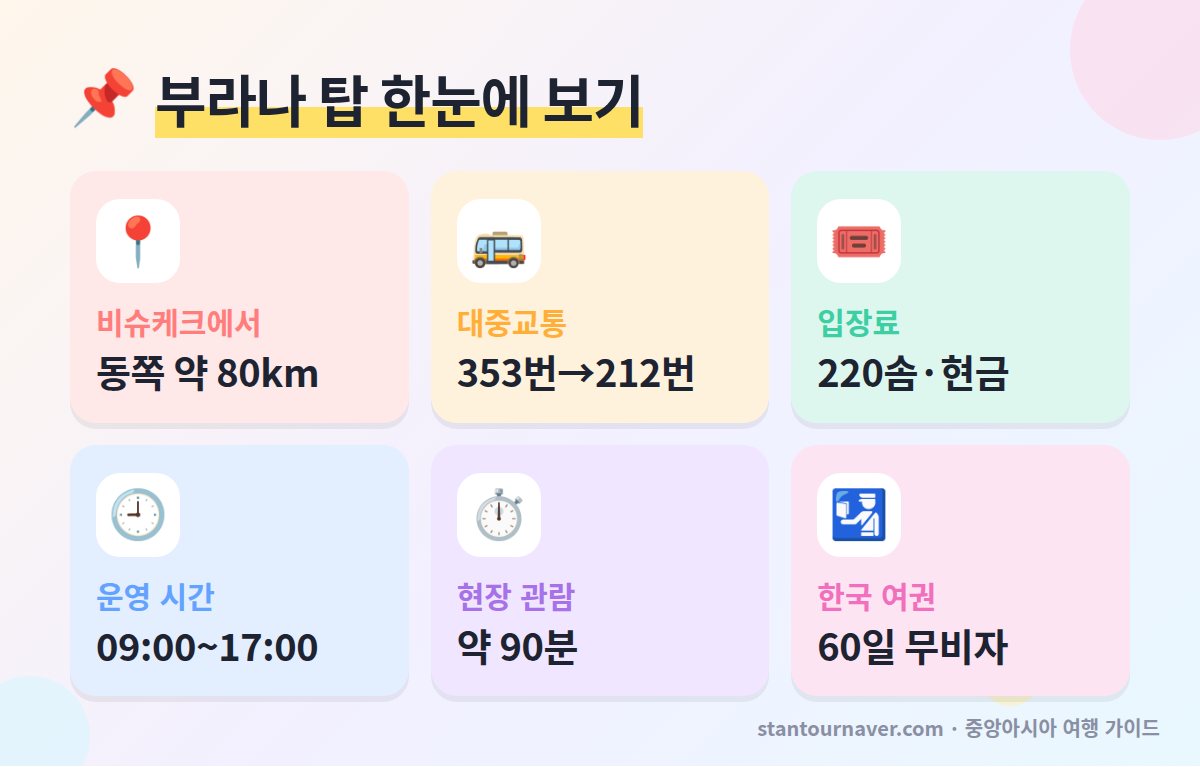 부라나 탑 한눈에 보기
비슈케크에서
동쪽 약 80km
대중교통
353번→212번
입장료
220솜·현금
운영 시간
09:00~17:00
현장 관람
약 90분
한국 여권
60일 무비자
stantournaver.com · 중앙아시아 여행 가이드